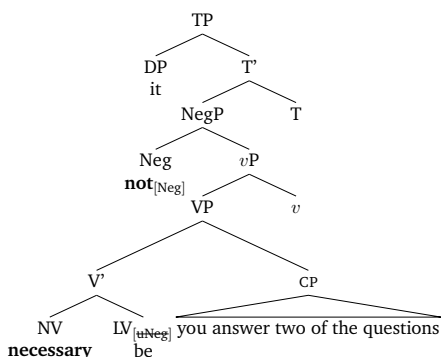 TP
DP T'
it
NegP T
Neg vP
not[Neg]
VP v
V' CP
NV LV[uNeg] you answer two of the questions
necessary be